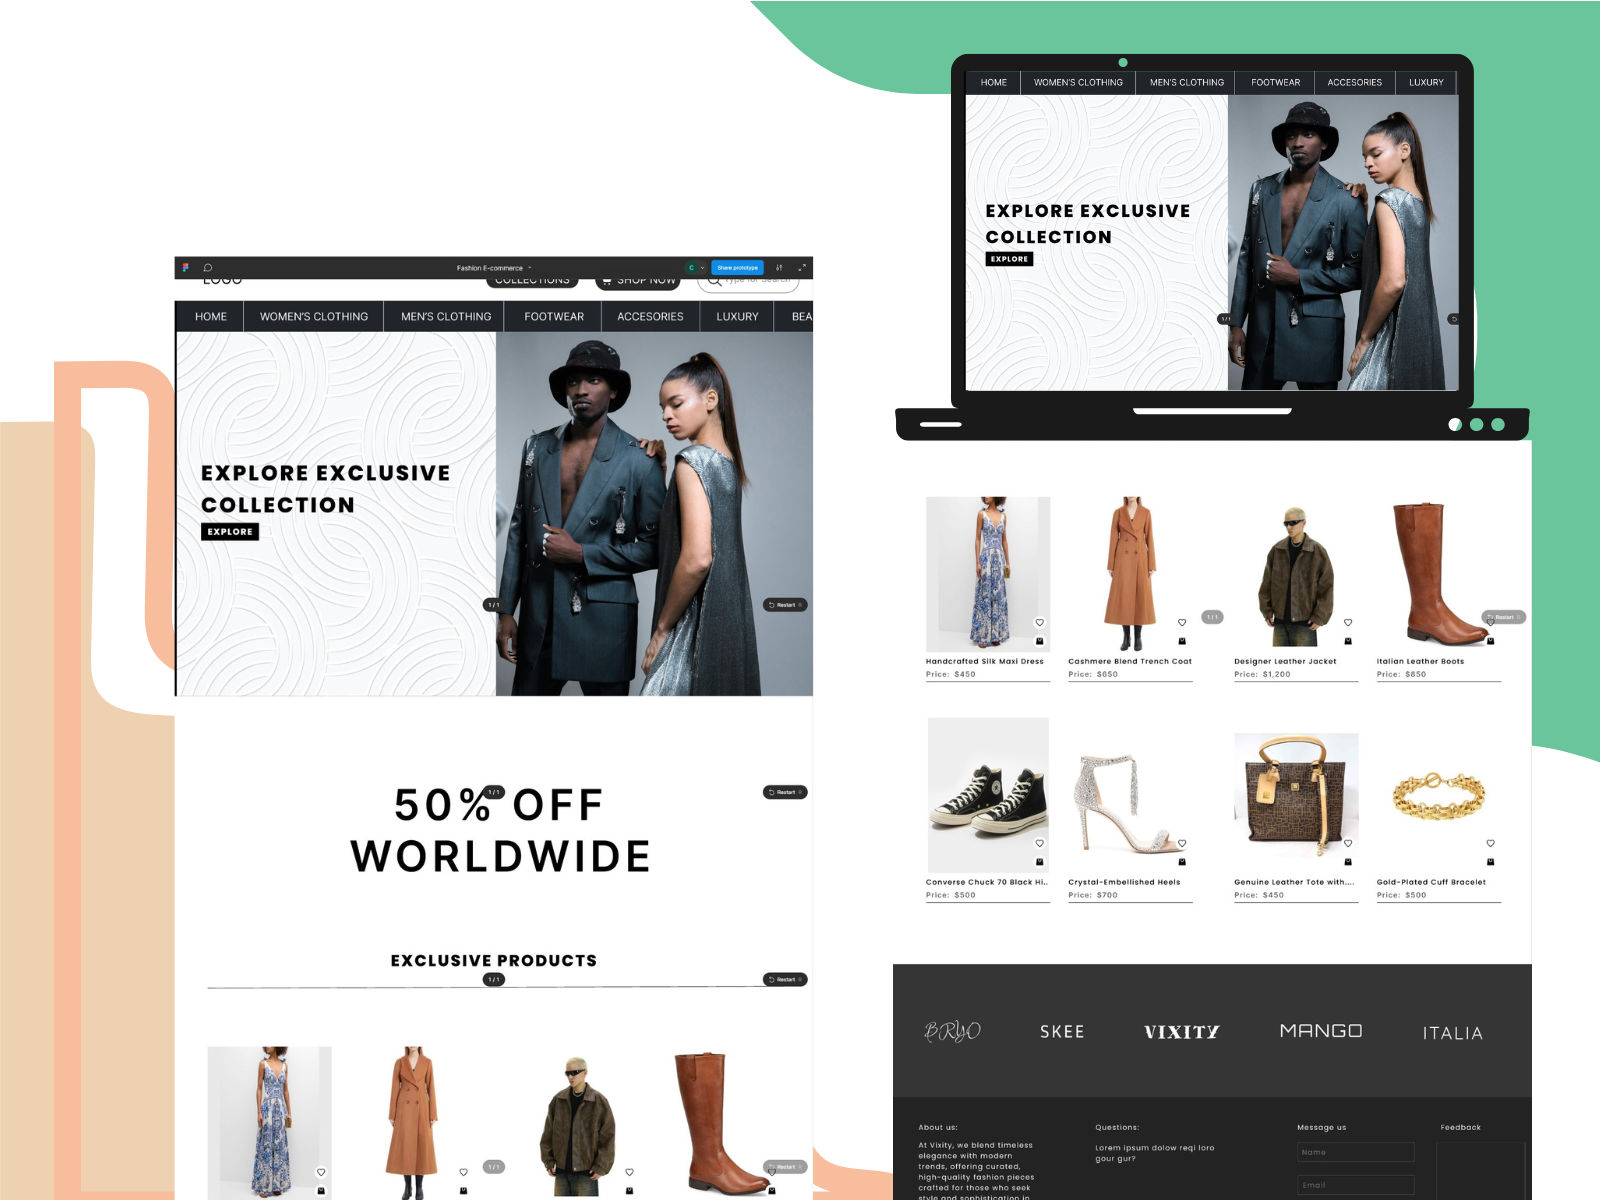 Fashion E-commerce
C
Share prototype
LOGO
COLLECTIONS
SHOP NOW
Type for Search
HOME
WOMEN'S CLOTHING
MEN'S CLOTHING
FOOTWEAR
ACCESORIES
LUXURY
BEA
EXPLORE EXCLUSIVE
COLLECTION
EXPLORE
1 / 1
Restart
50% OFF
1 / 1
Restart
WORLDWIDE
EXCLUSIVE PRODUCTS
1 / 1
Restart
1 / 1
Restart
HOME
WOMEN'S CLOTHING
MEN'S CLOTHING
FOOTWEAR
ACCESORIES
LUXURY
EXPLORE EXCLUSIVE
COLLECTION
EXPLORE
1 / 1
1 / 1
Restart
Handcrafted Silk Maxi Dress
Price: $450
Cashmere Blend Trench Coat
Price: $650
Designer Leather Jacket
Price: $1,200
Italian Leather Boots
Price: $850
Converse Chuck 70 Black Hi..
Price: $500
Crystal-Embellished Heels
Price: $700
Genuine Leather Tote with....
Price: $450
Gold-Plated Cuff Bracelet
Price: $500
BRYO
SKEE
VIXITY
MANGO
ITALIA
About us:
At Vixity, we blend timeless
elegance with modern
trends, offering curated,
high-quality fashion pieces
crafted for those who seek
style and sophistication in
Questions:
Lorem ipsum dolow reqi loro
gour gur?
Message us
Name
Email
Feedback